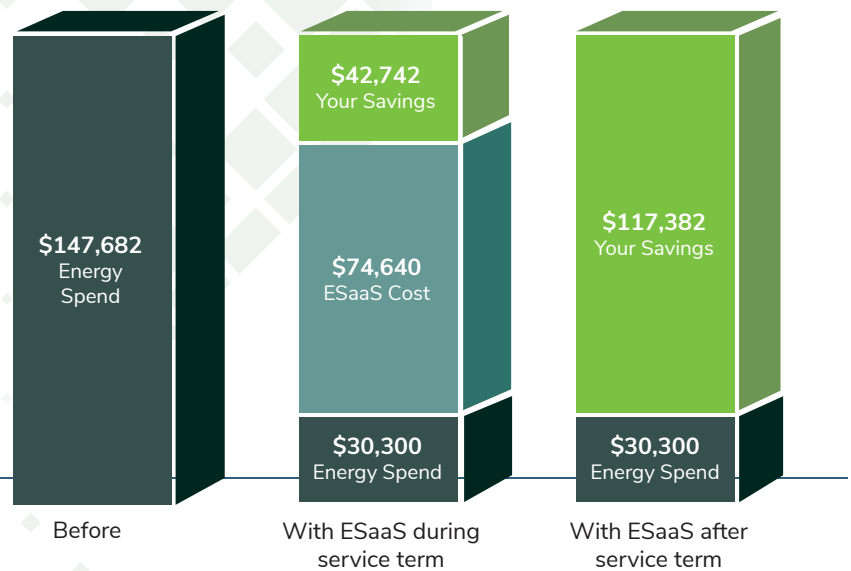 $147,682
Energy
Spend
Before
$42,742
Your Savings
$74,640
ESaaS Cost
$30,300
Energy Spend
With ESaaS during
service term
$117,382
Your Savings
$30,300
Energy Spend
With ESaaS after
service term